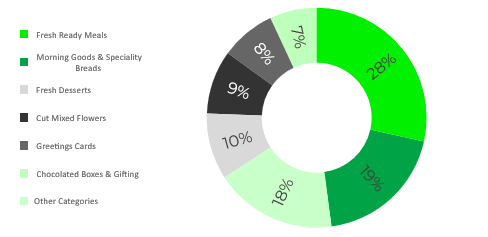 Fresh Ready Meals
Morning Goods & Speciality
Breads
Fresh Desserts
Cut Mixed Flowers
Greetings Cards
Chocolated Boxes & Gifting
Other Categories
28%
19%
18%
10%
9%
8%
7%